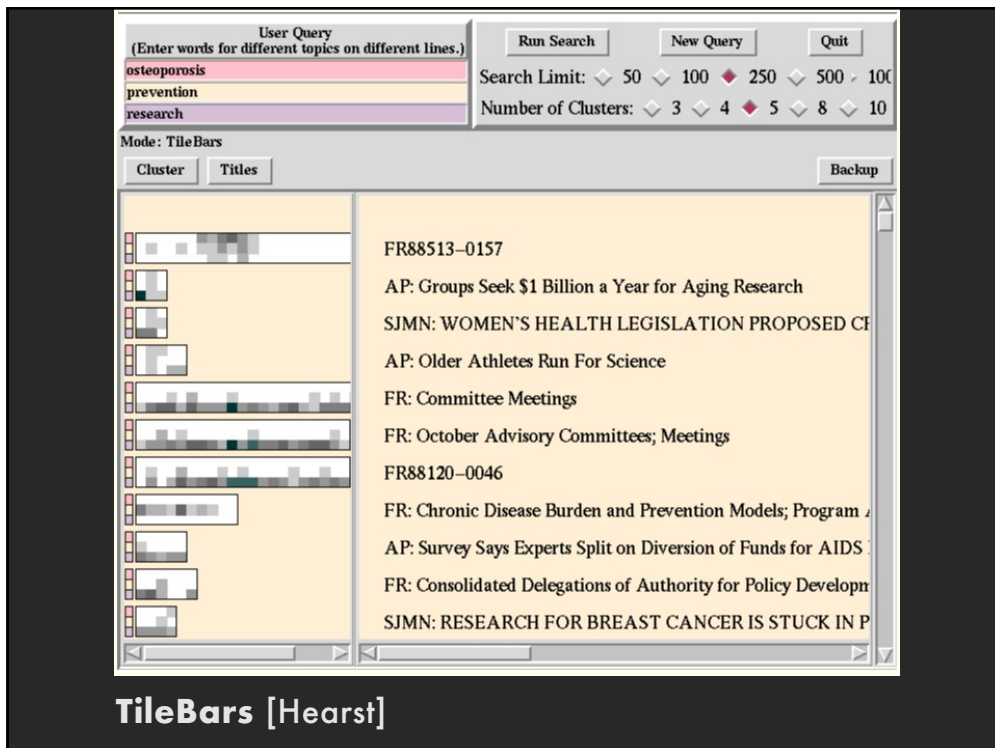 User Query
(Enter words for different topics on different lines.)
osteoporosis
prevention
research
Run Search New Query Quit
Search Limit: 50 100 250 500 100
Number of Clusters: 3 4 5 8 10
Mode: TileBars
Cluster Titles Backup
FR88513-0157
AP: Groups Seek $1 Billion a Year for Aging Research
SJMN: WOMEN'S HEALTH LEGISLATION PROPOSED
AP: Older Athletes Run For Science
FR: Committee Meetings
FR: October Advisory Committees; Meetings
FR88120-0046
FR: Chronic Disease Burden and Prevention Models; Program
AP: Survey Says Experts Split on Diversion of Funds for AIDS
FR: Consolidated Delegations of Authority for Policy
SJMN: RESEARCH FOR BREAST CANCER IS STUCK IN
TileBars [Hearst]